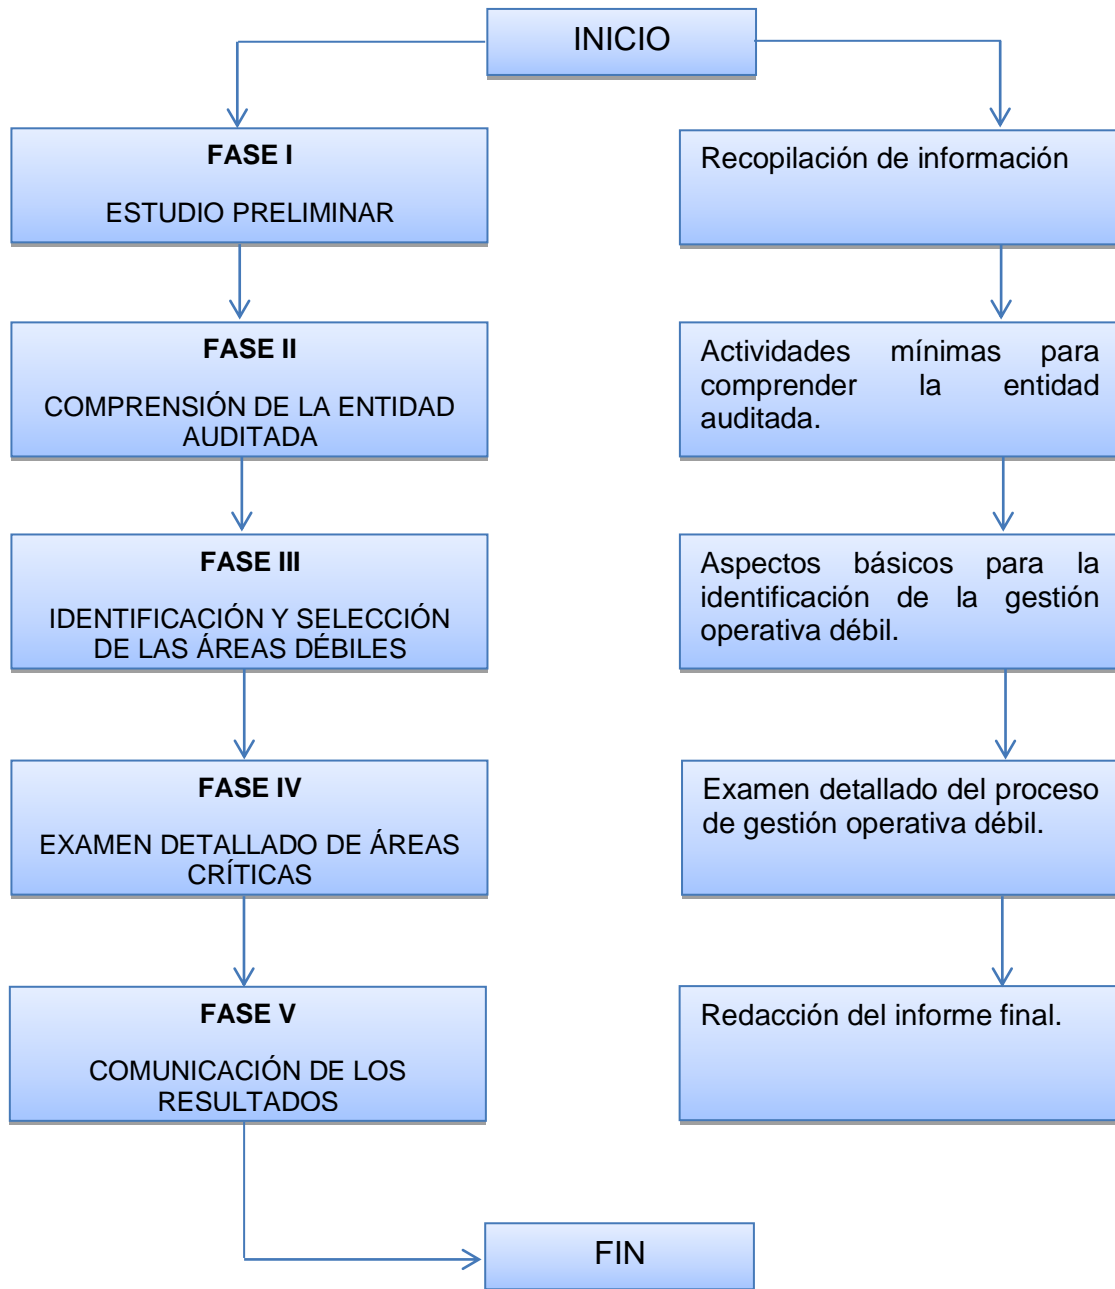 INICIO
FASE I
ESTUDIO PRELIMINAR
Recopilación de información
FASE II
COMPRENSIÓN DE LA ENTIDAD
AUDITADA
Actividades mínimas para
comprender la entidad
auditada.
FASE III
IDENTIFICACIÓN Y SELECCIÓN
DE LAS ÁREAS DÉBILES
Aspectos básicos para la
identificación de la gestión
operativa débil.
FASE IV
EXAMEN DETALLADO DE ÁREAS
CRÍTICAS
Examen detallado del proceso
de gestión operativa débil.
FASE V
COMUNICACIÓN DE LOS
RESULTADOS
Redacción del informe final.
FIN